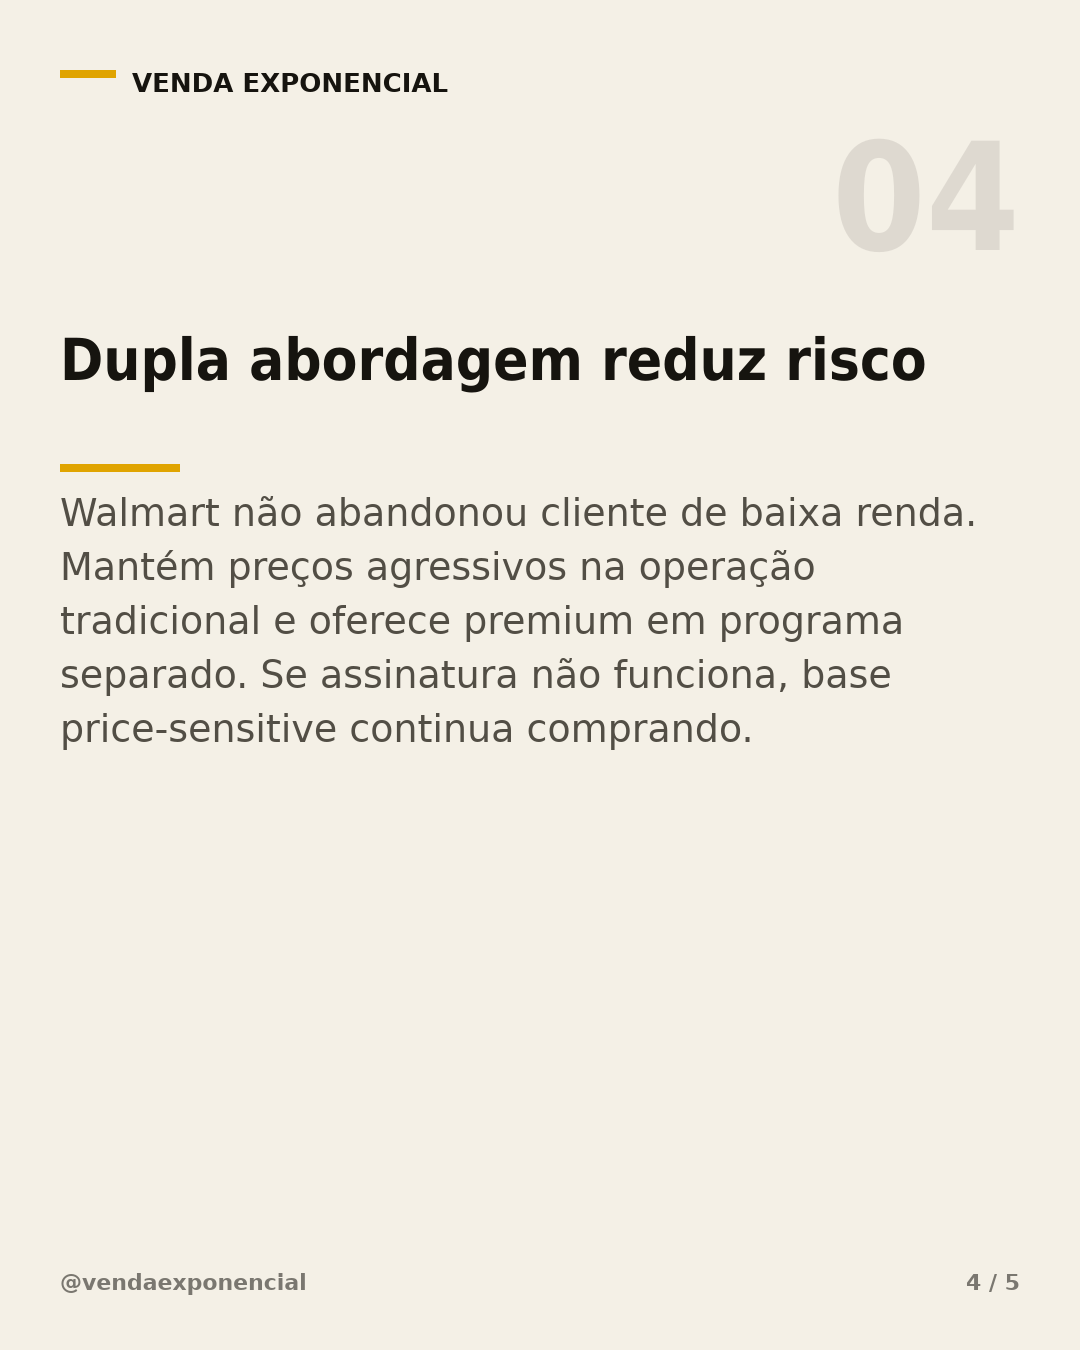 VENDA EXPONENCIAL
04
Dupla abordagem reduz risco
Walmart não abandonou cliente de baixa renda.
Mantém preços agressivos na operação
tradicional e oferece premium em programa
separado. Se assinatura não funciona, base
price-sensitive continua comprando.
@vendaexponencial
4 / 5